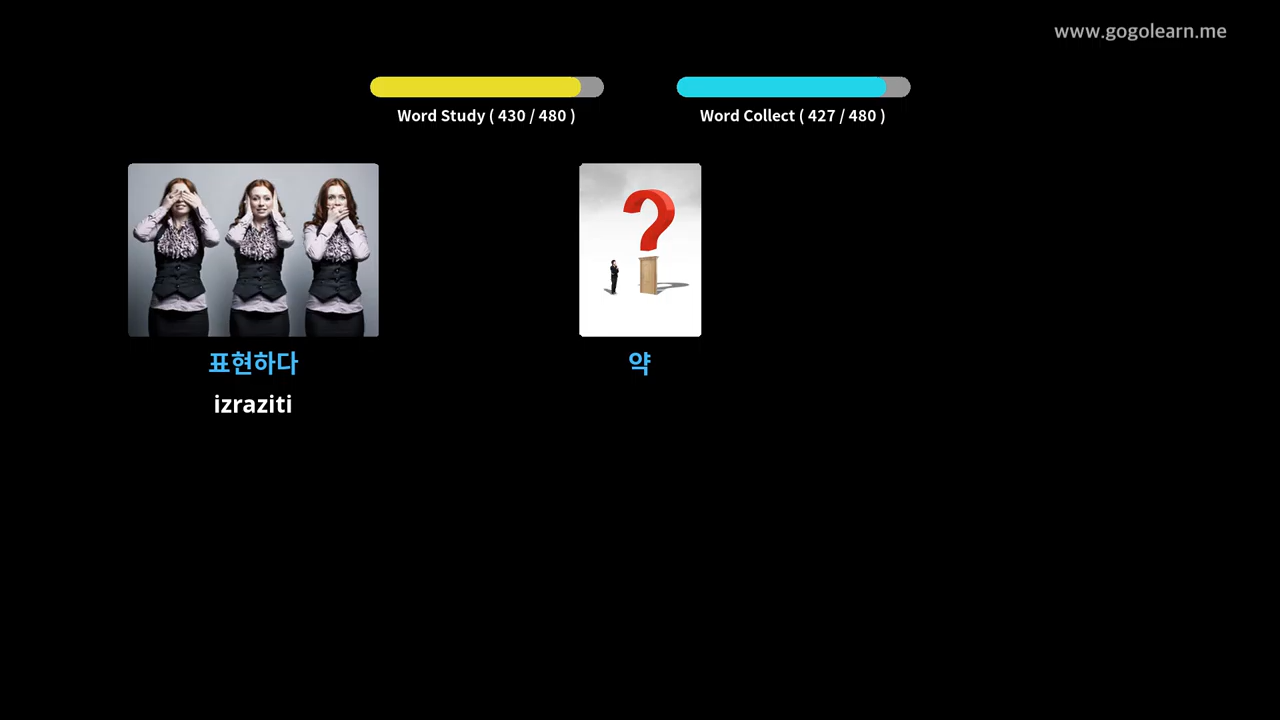 www.gogolearn.me
Word Study ( 430 / 480 )
Word Collect ( 427 / 480 )
표현하다
izraziti
약